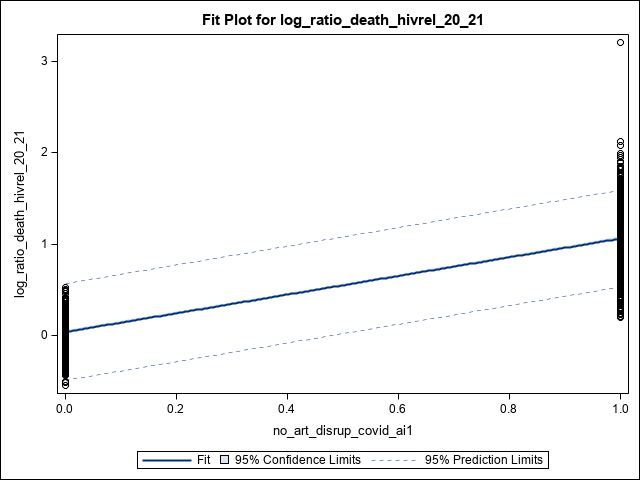 Fit Plot for log_ratio_death_hivrel_20_21
log_ratio_death_hivrel_20_21
3
2
1
0
0.0 0.2 0.4 0.6 0.8 1.0
no_art_disrup_covid_ai1
Fit 95% Confidence Limits 95% Prediction Limits